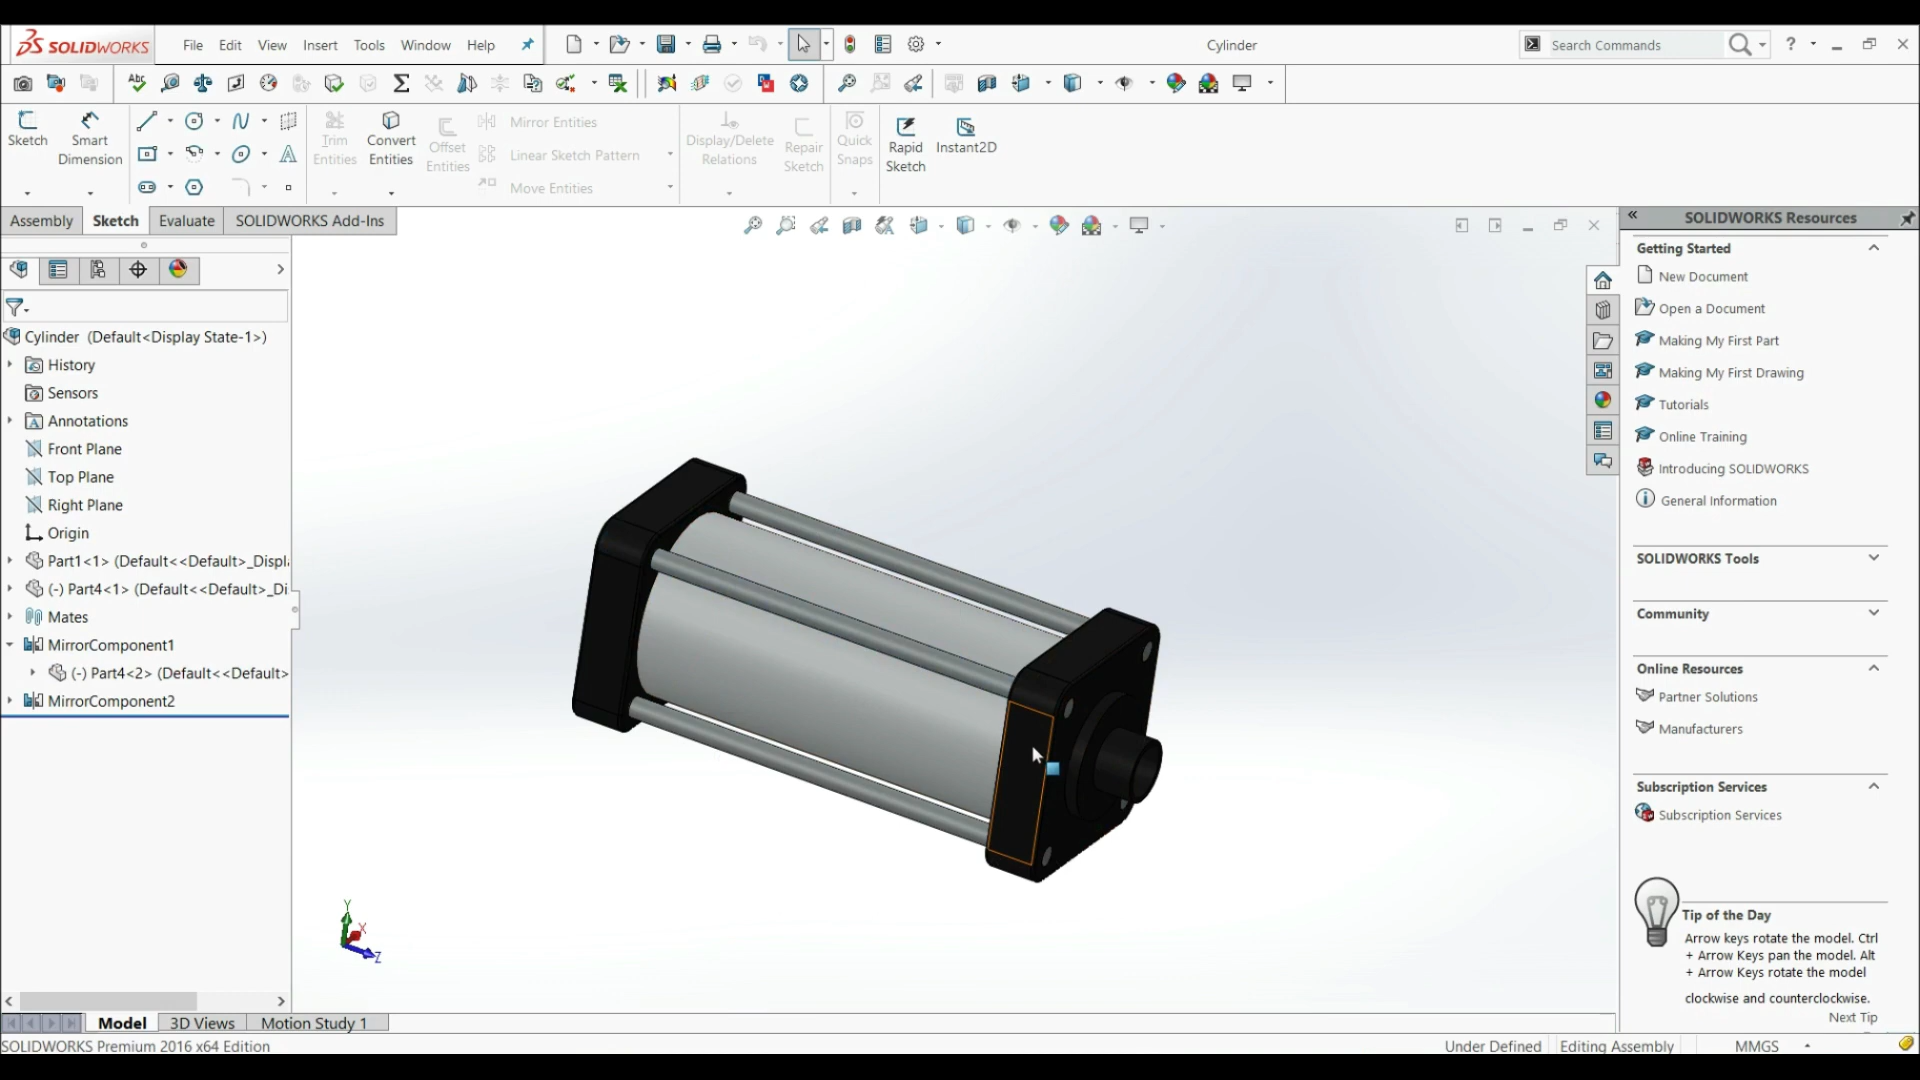 SOLIDWORKS File Edit View Insert Tools Window Help Cylinder Search Commands ?
Sketch Smart Dimension Trim Entities Convert Entities Offset Entities Mirror Entities Linear Sketch Pattern Move Entities Display/Delete Relations Repair Sketch Quick Snaps Rapid Sketch Instant2D
Assembly Sketch Evaluate SOLIDWORKS Add-Ins
Cylinder (Default<Display State-1>)
History
Sensors
Annotations
Front Plane
Top Plane
Right Plane
Origin
Part1<1> (Default<<Default>_Displ
(-) Part4<1> (Default<<Default>_Di
Mates
MirrorComponent1
(-) Part4<2> (Default<<Default>
MirrorComponent2
Y
X
Z
SOLIDWORKS Resources
Getting Started
New Document
Open a Document
Making My First Part
Making My First Drawing
Tutorials
Online Training
Introducing SOLIDWORKS
General Information
SOLIDWORKS Tools
Community
Online Resources
Partner Solutions
Manufacturers
Subscription Services
Subscription Services
Tip of the Day
Arrow keys rotate the model. Ctrl
+ Arrow Keys pan the model. Alt
+ Arrow Keys rotate the model
clockwise and counterclockwise.
Next Tip
Model 3D Views Motion Study 1
SOLIDWORKS Premium 2016 x64 Edition Under Defined Editing Assembly MMGS